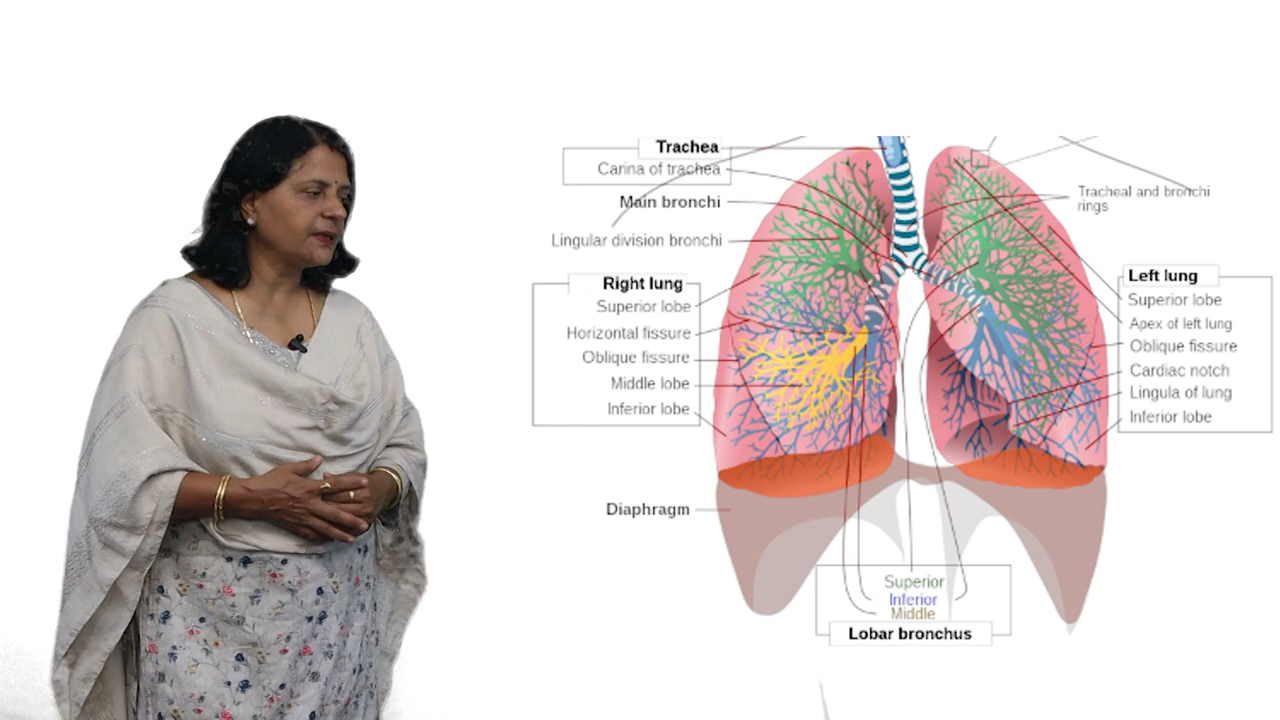 Trachea
Carina of trachea
Main bronchi
Lingular division bronchi
Right lung
Superior lobe
Horizontal fissure
Oblique fissure
Middle lobe
Inferior lobe
Diaphragm
Tracheal and bronchi
rings
Left lung
Superior lobe
Apex of left lung
Oblique fissure
Cardiac notch
Lingula of lung
Inferior lobe
Superior
Inferior
Middle
Lobar bronchus